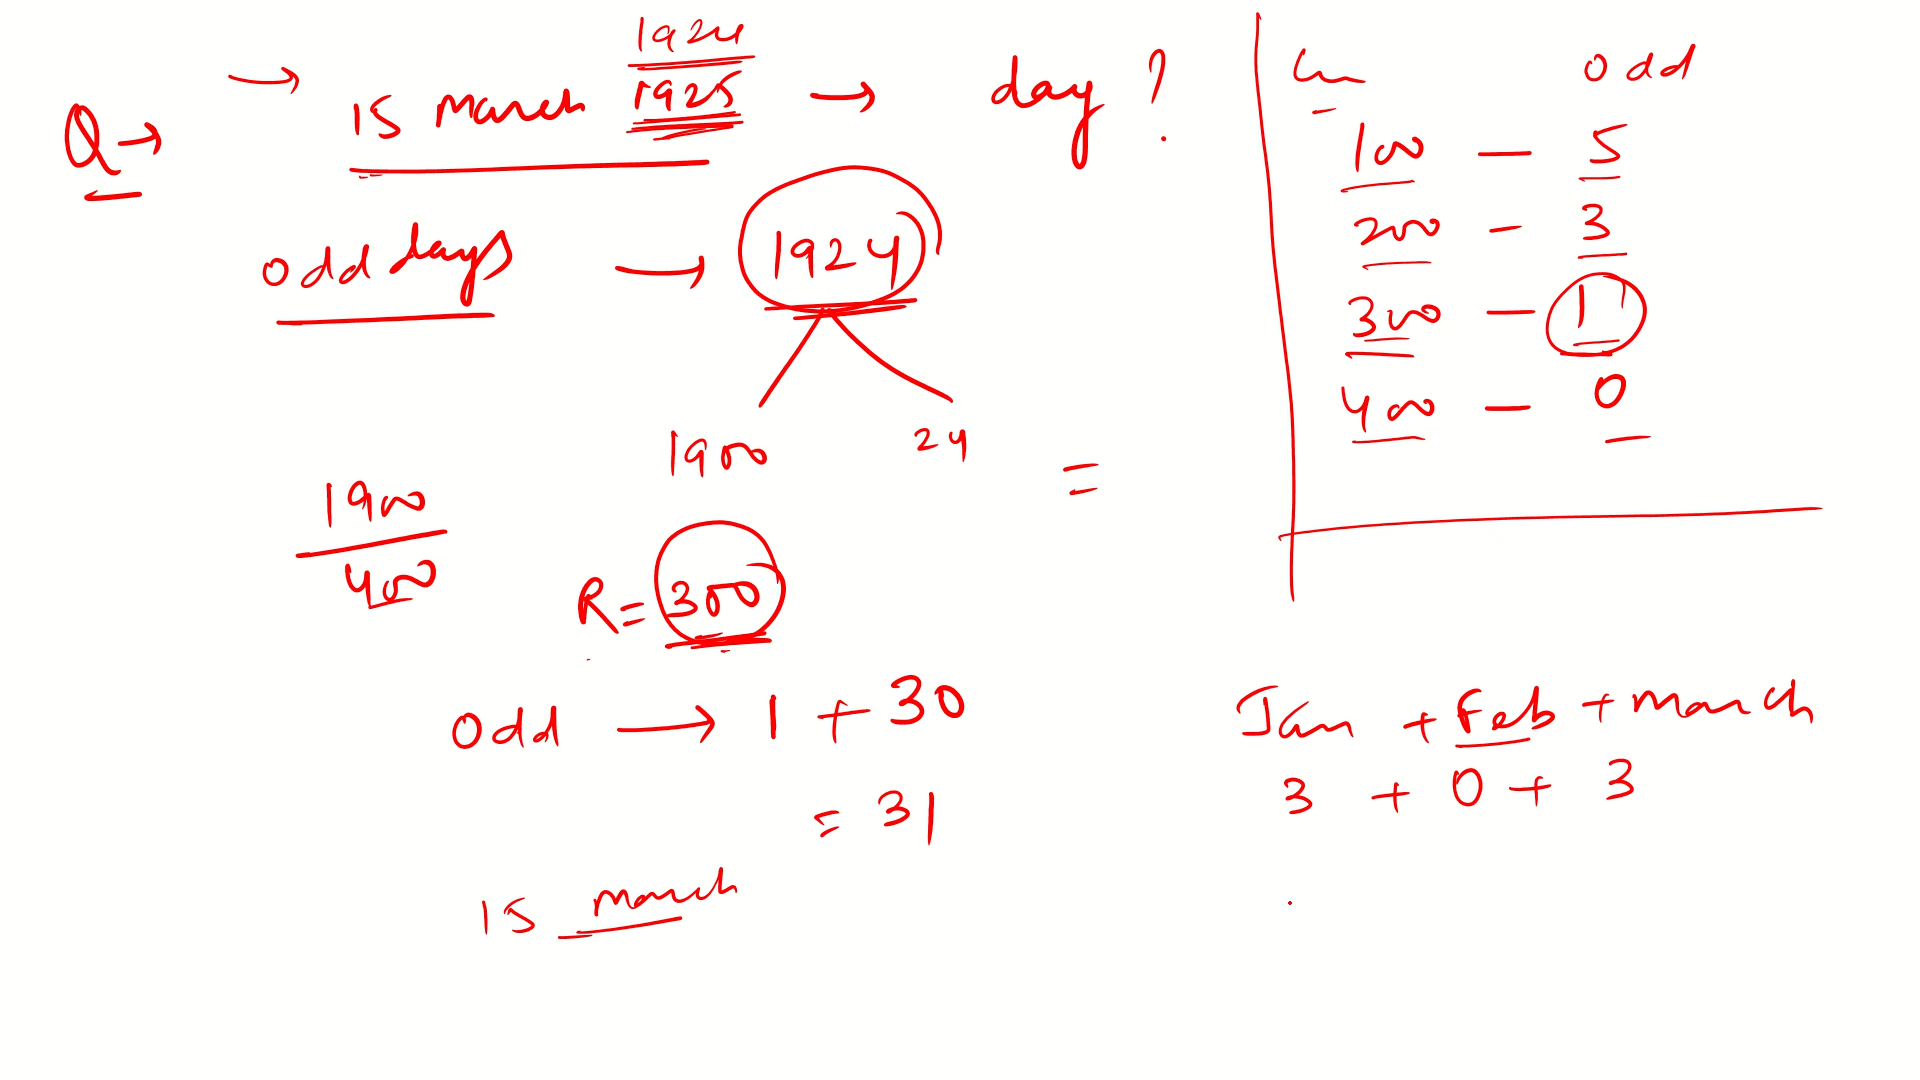 1924
Q→ → 15 march 1925 → day ?
odd days → 1924
1900 24 =
1900
400
R= 300
odd → 1 + 30
= 31
15 march
odd
100 — 5
200 — 3
300 — 1
400 — 0
Jan + Feb + march
3 + 0 + 3